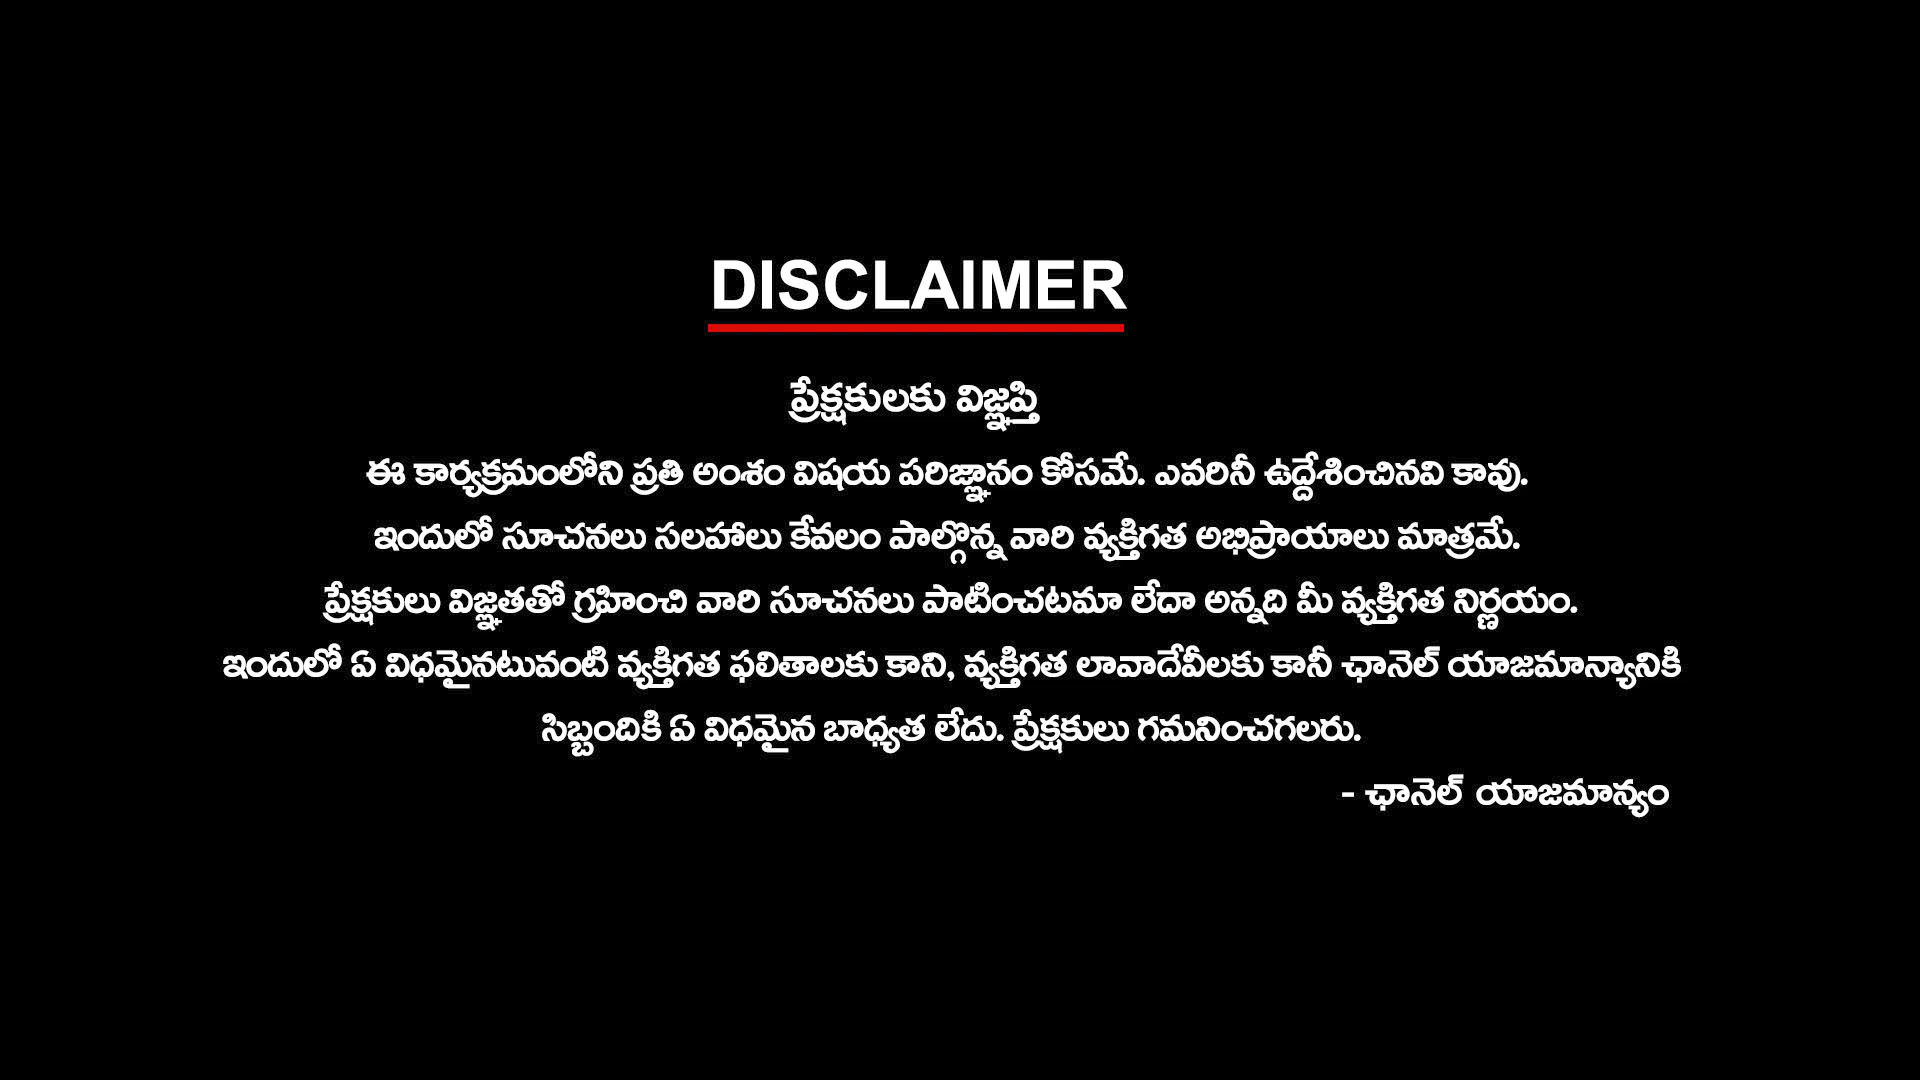 DISCLAIMER
ప్రేక్షకులకు విజ్ఞప్తి
ఈ కార్యక్రమంలోని ప్రతి అంశం విషయ పరిజ్ఞానం కోసమే. ఎవరినీ ఉద్దేశించినవి కావు.
ఇందులో సూచనలు సలహాలు కేవలం పాల్గొన్న వారి వ్యక్తిగత అభిప్రాయాలు మాత్రమే.
ప్రేక్షకులు విజ్ఞతతో గ్రహించి వారి సూచనలు పాటించటమా లేదా అన్నది మీ వ్యక్తిగత నిర్ణయం.
ఇందులో ఏ విధమైనటువంటి వ్యక్తిగత ఫలితాలకు కాని, వ్యక్తిగత లావాదేవీలకు కానీ ఛానెల్ యాజమాన్యానికి
సిబ్బందికి ఏ విధమైన బాధ్యత లేదు. ప్రేక్షకులు గమనించగలరు.
- ఛానెల్ యాజమాన్యం